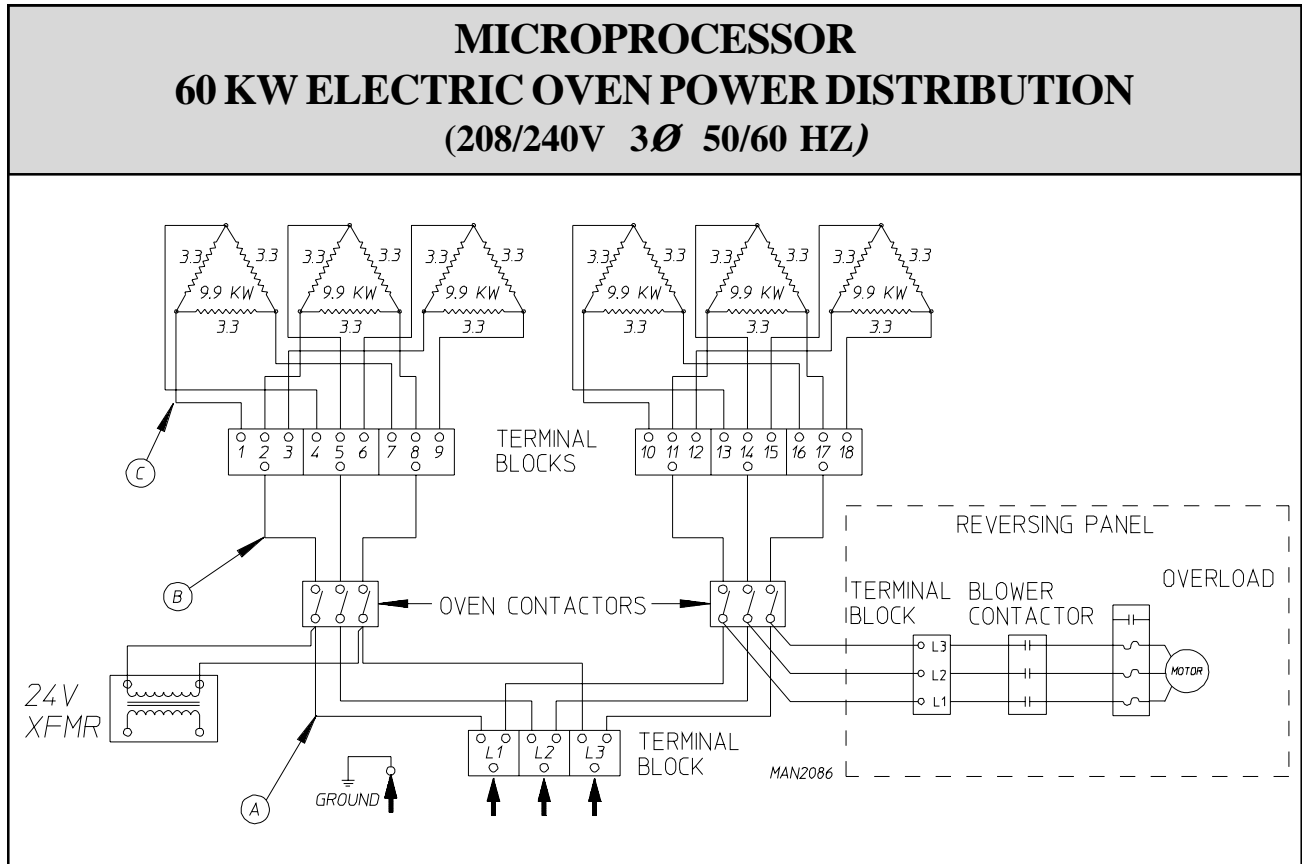 MICROPROCESSOR
60 KW ELECTRIC OVEN POWER DISTRIBUTION
(208/240V 3Ø 50/60 HZ)
3.3 3.3 3.3 3.3 3.3 3.3
9.9 KW 9.9 KW 9.9 KW
3.3 3.3 3.3
3.3 3.3 3.3 3.3 3.3 3.3
9.9 KW 9.9 KW 9.9 KW
3.3 3.3 3.3
C
1 2 3 4 5 6 7 8 9
TERMINAL
BLOCKS
10 11 12 13 14 15 16 17 18
B
OVEN CONTACTORS
REVERSING PANEL
TERMINAL
BLOCK
BLOWER
CONTACTOR
OVERLOAD
L3
L2
L1
MOTOR
24V
XFMR
A
GROUND
L1 L2 L3
TERMINAL
BLOCK
MAN2086